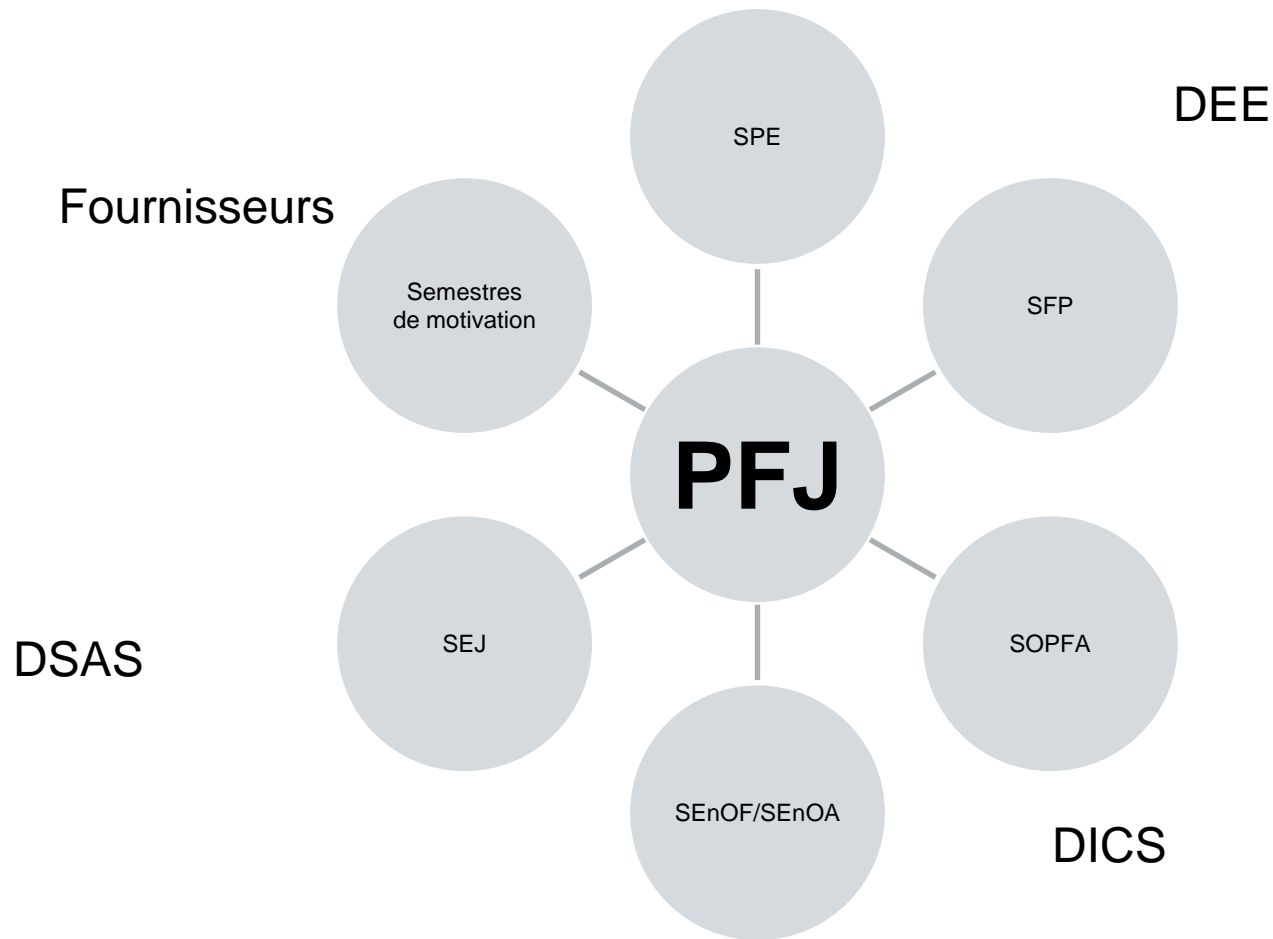 SPE
DEE
Fournisseurs
Semestres
de motivation
SFP
PFJ
DSAS
SEJ
SOPFA
SEnOF/SEnOA
DICS